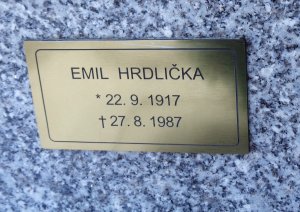 EMIL HRDLIČKA
* 22. 9. 1917
† 27. 8. 1987